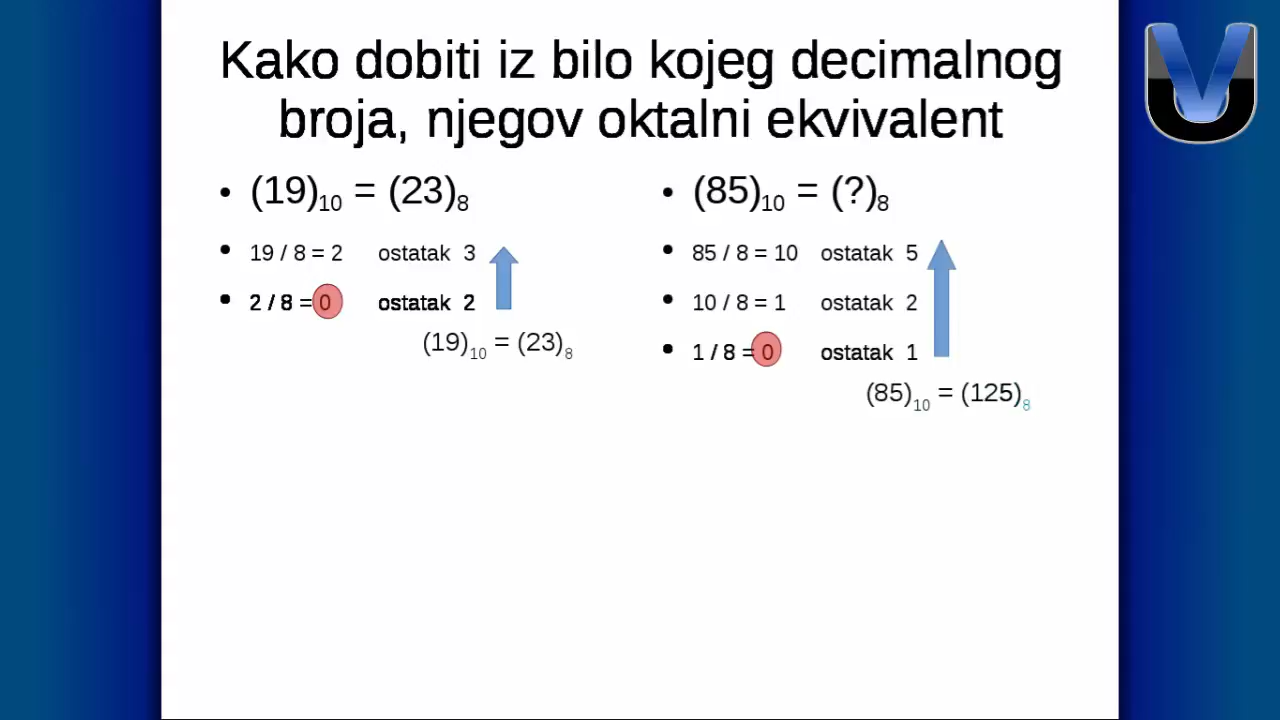 Kako dobiti iz bilo kojeg decimalnog
broja, njegov oktalni ekvivalent
• (19)₁₀ = (23)₈
• 19 / 8 = 2 ostatak 3
• 2 / 8 = 0 ostatak 2
(19)₁₀ = (23)₈
• (85)₁₀ = (?)₈
• 85 / 8 = 10 ostatak 5
• 10 / 8 = 1 ostatak 2
• 1 / 8 = 0 ostatak 1
(85)₁₀ = (125)₈
UV